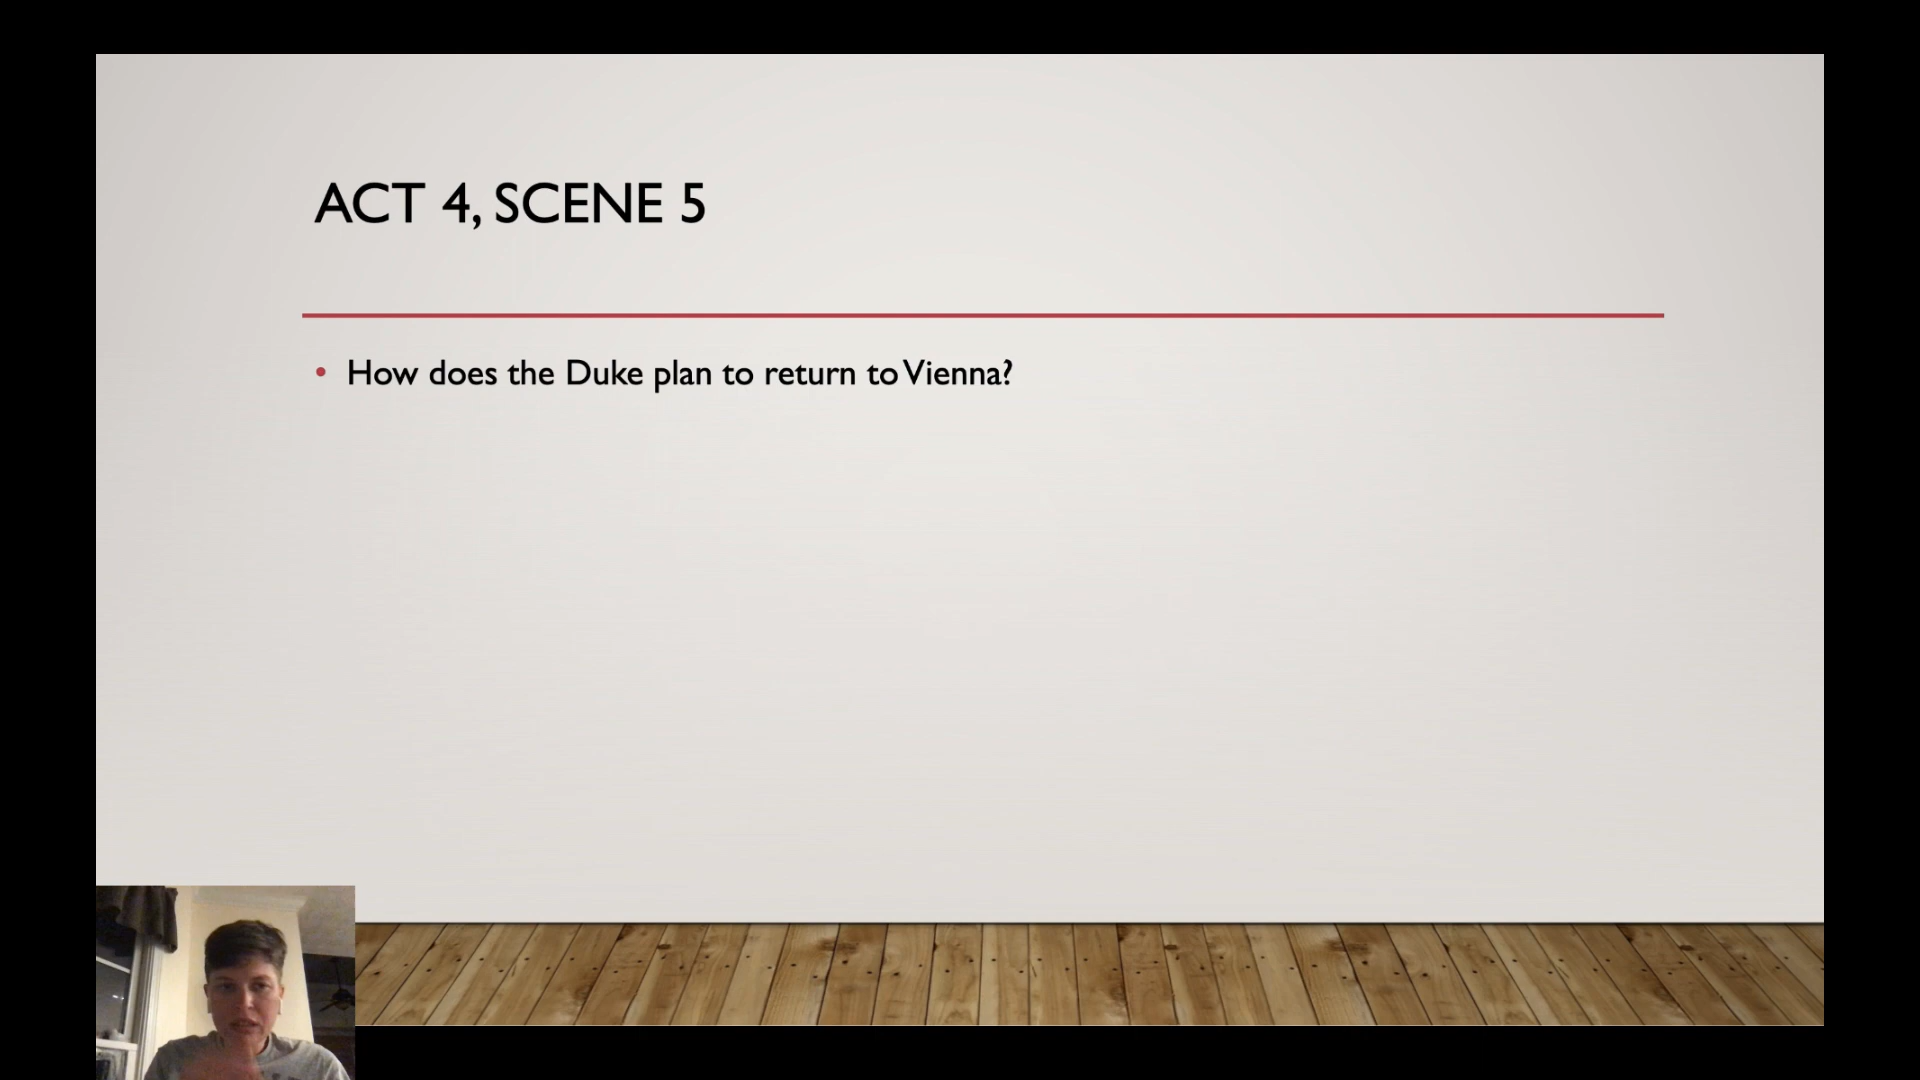 ACT 4, SCENE 5
• How does the Duke plan to return to Vienna?